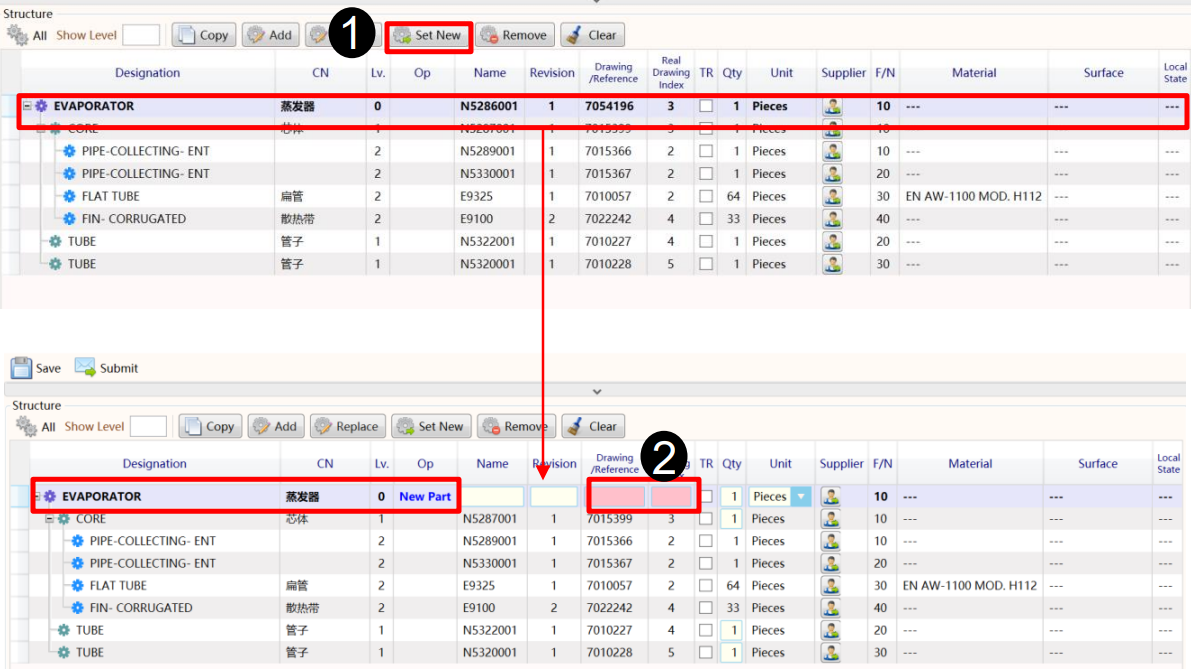 Structure
All Show Level Copy Add 1 Set New Remove Clear
Designation CN Lv. Op Name Revision Drawing /Reference Real Drawing Index TR Qty Unit Supplier F/N Material Surface Local State
EVAPORATOR 蒸发器 0 N5286001 1 7054196 3 1 Pieces 10 --- --- ---
CORE 芯体 1 N5287001 1 7015399 3 1 Pieces 10 --- --- ---
PIPE-COLLECTING- ENT 2 N5289001 1 7015366 2 1 Pieces 10 --- --- ---
PIPE-COLLECTING- ENT 2 N5330001 1 7015367 2 1 Pieces 20 --- --- ---
FLAT TUBE 扁管 2 E9325 1 7010057 2 64 Pieces 30 EN AW-1100 MOD. H112 --- ---
FIN- CORRUGATED 散热带 2 E9100 2 7022242 4 33 Pieces 40 --- --- ---
TUBE 管子 1 N5322001 1 7010227 4 1 Pieces 20 --- --- ---
TUBE 管子 1 N5320001 1 7010228 5 1 Pieces 30 --- --- ---
Save Submit
Structure
All Show Level Copy Add Replace Set New Remove Clear
Designation CN Lv. Op Name Revision Drawing /Reference 2 TR Qty Unit Supplier F/N Material Surface Local State
EVAPORATOR 蒸发器 0 New Part 1 Pieces 10 --- --- ---
CORE 芯体 1 N5287001 1 7015399 3 1 Pieces 10 --- --- ---
PIPE-COLLECTING- ENT 2 N5289001 1 7015366 2 1 Pieces 10 --- --- ---
PIPE-COLLECTING- ENT 2 N5330001 1 7015367 2 1 Pieces 20 --- --- ---
FLAT TUBE 扁管 2 E9325 1 7010057 2 64 Pieces 30 EN AW-1100 MOD. H112 --- ---
FIN- CORRUGATED 散热带 2 E9100 2 7022242 4 33 Pieces 40 --- --- ---
TUBE 管子 1 N5322001 1 7010227 4 1 Pieces 20 --- --- ---
TUBE 管子 1 N5320001 1 7010228 5 1 Pieces 30 --- --- ---